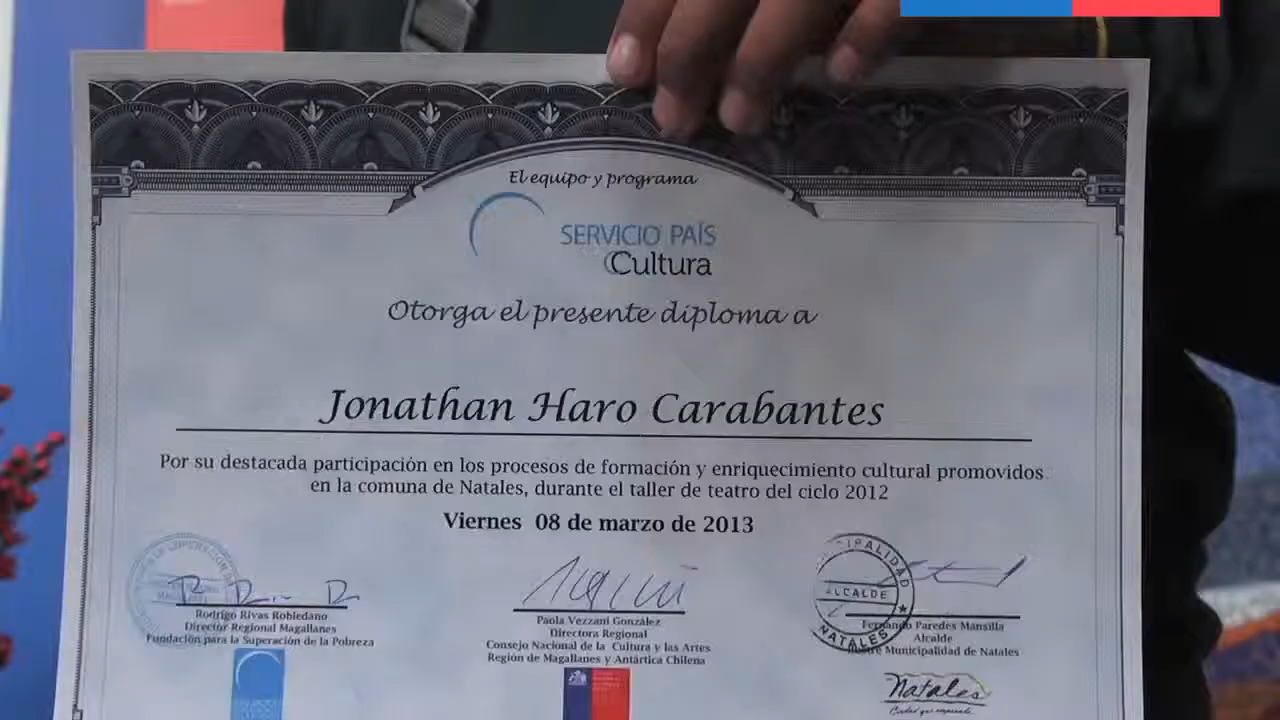 El equipo y programa
SERVICIO PAÍS
Cultura
Otorga el presente diploma a
Jonathan Haro Carabantes
Por su destacada participación en los procesos de formación y enriquecimiento cultural promovidos
en la comuna de Natales, durante el taller de teatro del ciclo 2012
Viernes 08 de marzo de 2013
Rodrigo Rivas Robledano
Director Regional Magallanes
Fundación para la Superación de la Pobreza
Paola Vezzani González
Directora Regional
Consejo Nacional de la Cultura y las Artes
Región de Magallanes y Antártica Chilena
ALCALDE
NATALES
Fernando Paredes Mansilla
Alcalde
Municipalidad de Natales
Natales